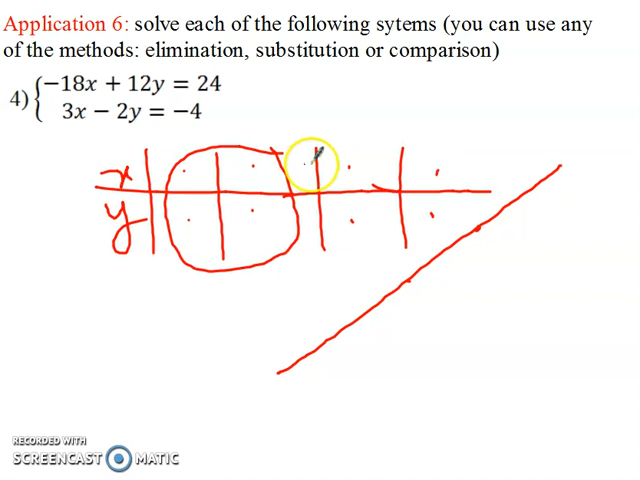 Application 6: solve each of the following sytems (you can use any
of the methods: elimination, substitution or comparison)
4) { −18x + 12y = 24
3x − 2y = −4
x
y
RECORDED WITH
SCREENCAST MATIC